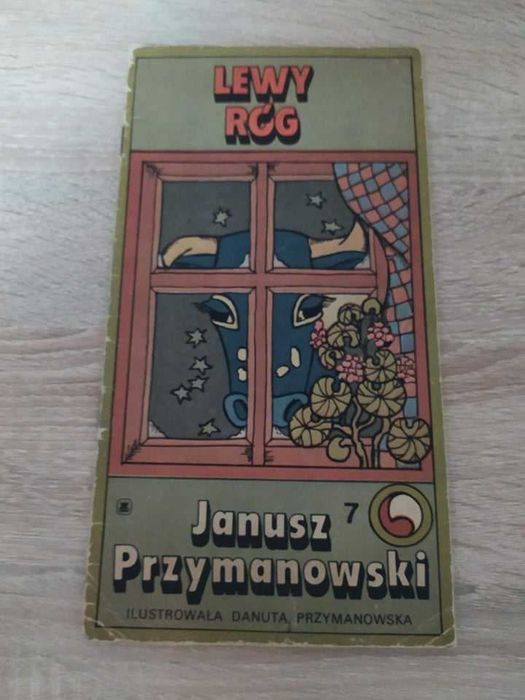 LEWY
RÓG
7
Janusz
Przymanowski
ILUSTROWAŁA DANUTA PRZYMANOWSKA